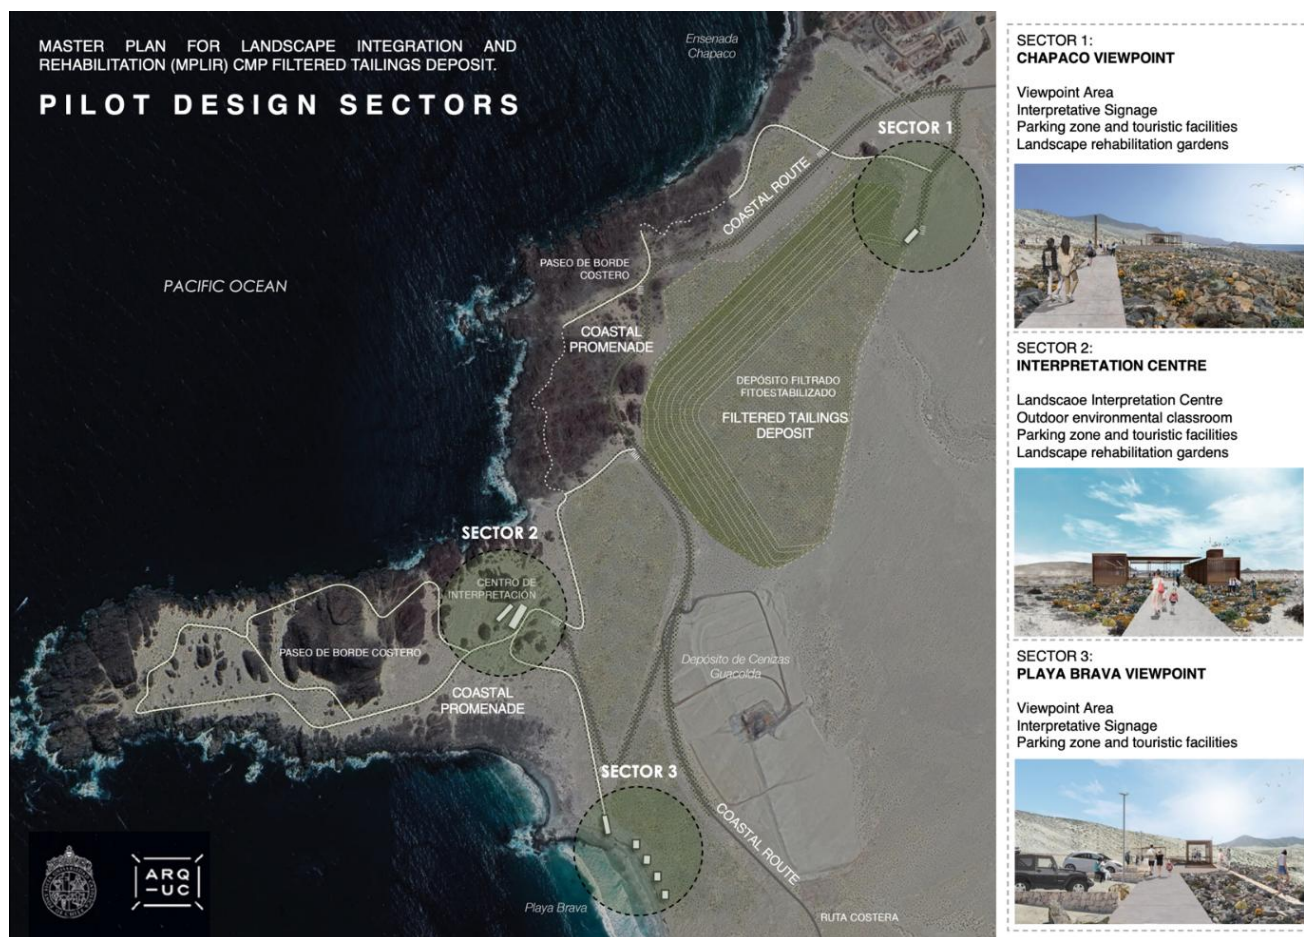 MASTER PLAN FOR LANDSCAPE INTEGRATION AND
REHABILITATION (MPLIR) CMP FILTERED TAILINGS DEPOSIT.
PILOT DESIGN SECTORS
Ensenada
Chapaco
SECTOR 1
COASTAL ROUTE
PACIFIC OCEAN
PASEO DE BORDE
COSTERO
COASTAL
PROMENADE
DEPÓSITO FILTRADO
FITOESTABILIZADO
FILTERED TAILINGS
DEPOSIT
SECTOR 2
CENTRO DE
INTERPRETACIÓN
PASEO DE BORDE COSTERO
COASTAL
PROMENADE
Depósito de Cenizas
Guacolda
SECTOR 3
COASTAL ROUTE
Playa Brava
RUTA COSTERA
ARQ
–UC
SECTOR 1:
CHAPACO VIEWPOINT
Viewpoint Area
Interpretative Signage
Parking zone and touristic facilities
Landscape rehabilitation gardens
SECTOR 2:
INTERPRETATION CENTRE
Landscaoe Interpretation Centre
Outdoor environmental classroom
Parking zone and touristic facilities
Landscape rehabilitation gardens
SECTOR 3:
PLAYA BRAVA VIEWPOINT
Viewpoint Area
Interpretative Signage
Parking zone and touristic facilities